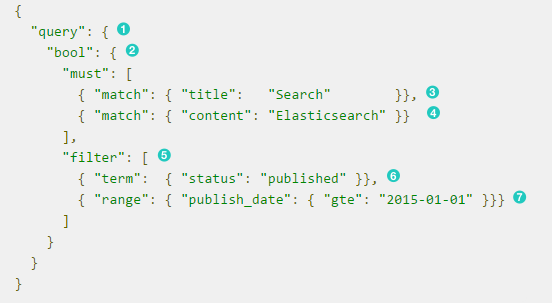 {
  "query": { 1
    "bool": { 2
      "must": [
        { "match": { "title":   "Search"        }}, 3
        { "match": { "content": "Elasticsearch" }}  4
      ],
      "filter": [ 5
        { "term":  { "status": "published" }}, 6
        { "range": { "publish_date": { "gte": "2015-01-01" }}} 7
      ]
    }
  }
}